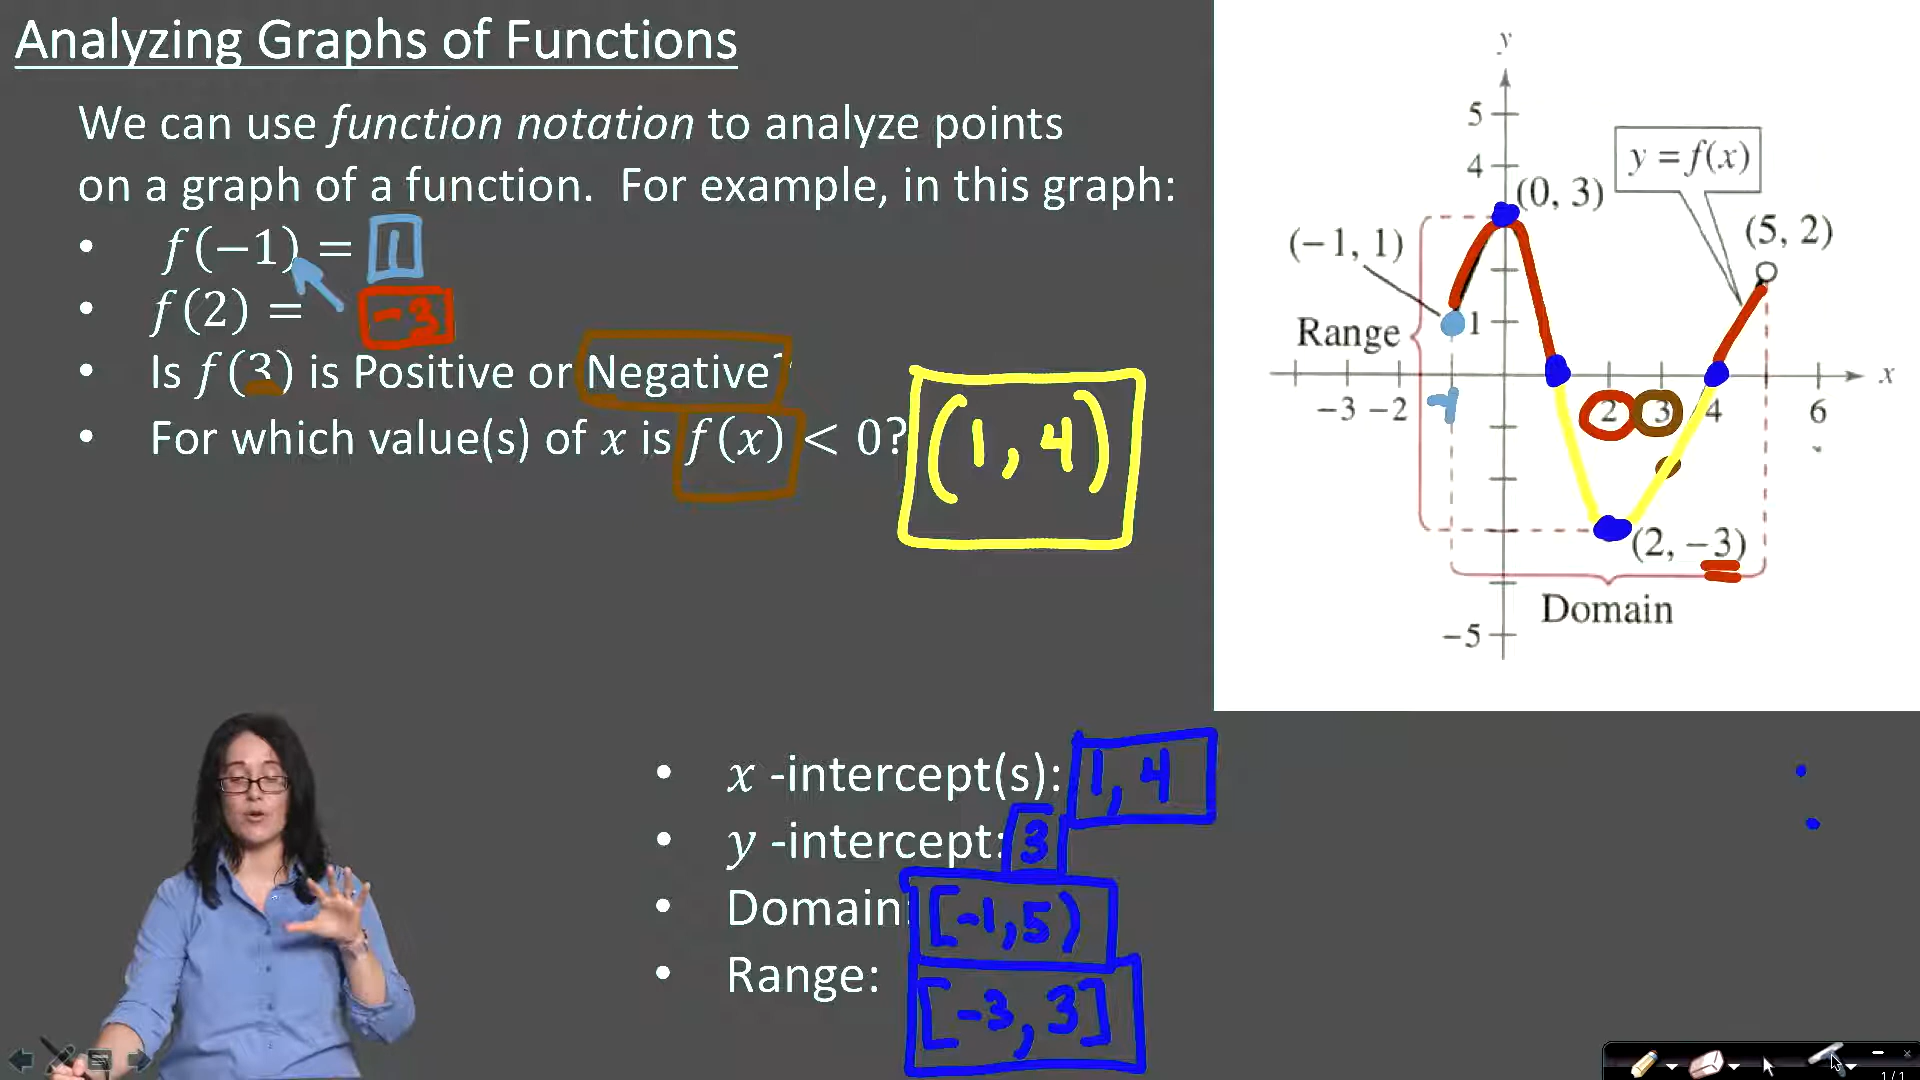 Analyzing Graphs of Functions
We can use function notation to analyze points
on a graph of a function. For example, in this graph:
• f(−1) = 1
• f(2) = -3
• Is f(3) is Positive or Negative?
• For which value(s) of x is f(x) < 0? (1, 4)
• x -intercept(s): 1, 4
• y -intercept: 3
• Domain: [-1,5)
• Range: [-3, 3]
y
5
4
y = f(x)
(0, 3)
(5, 2)
(−1, 1)
1
Range
x
−3 −2 -1 2 3 4 6
(2, −3)
Domain
−5
1/1